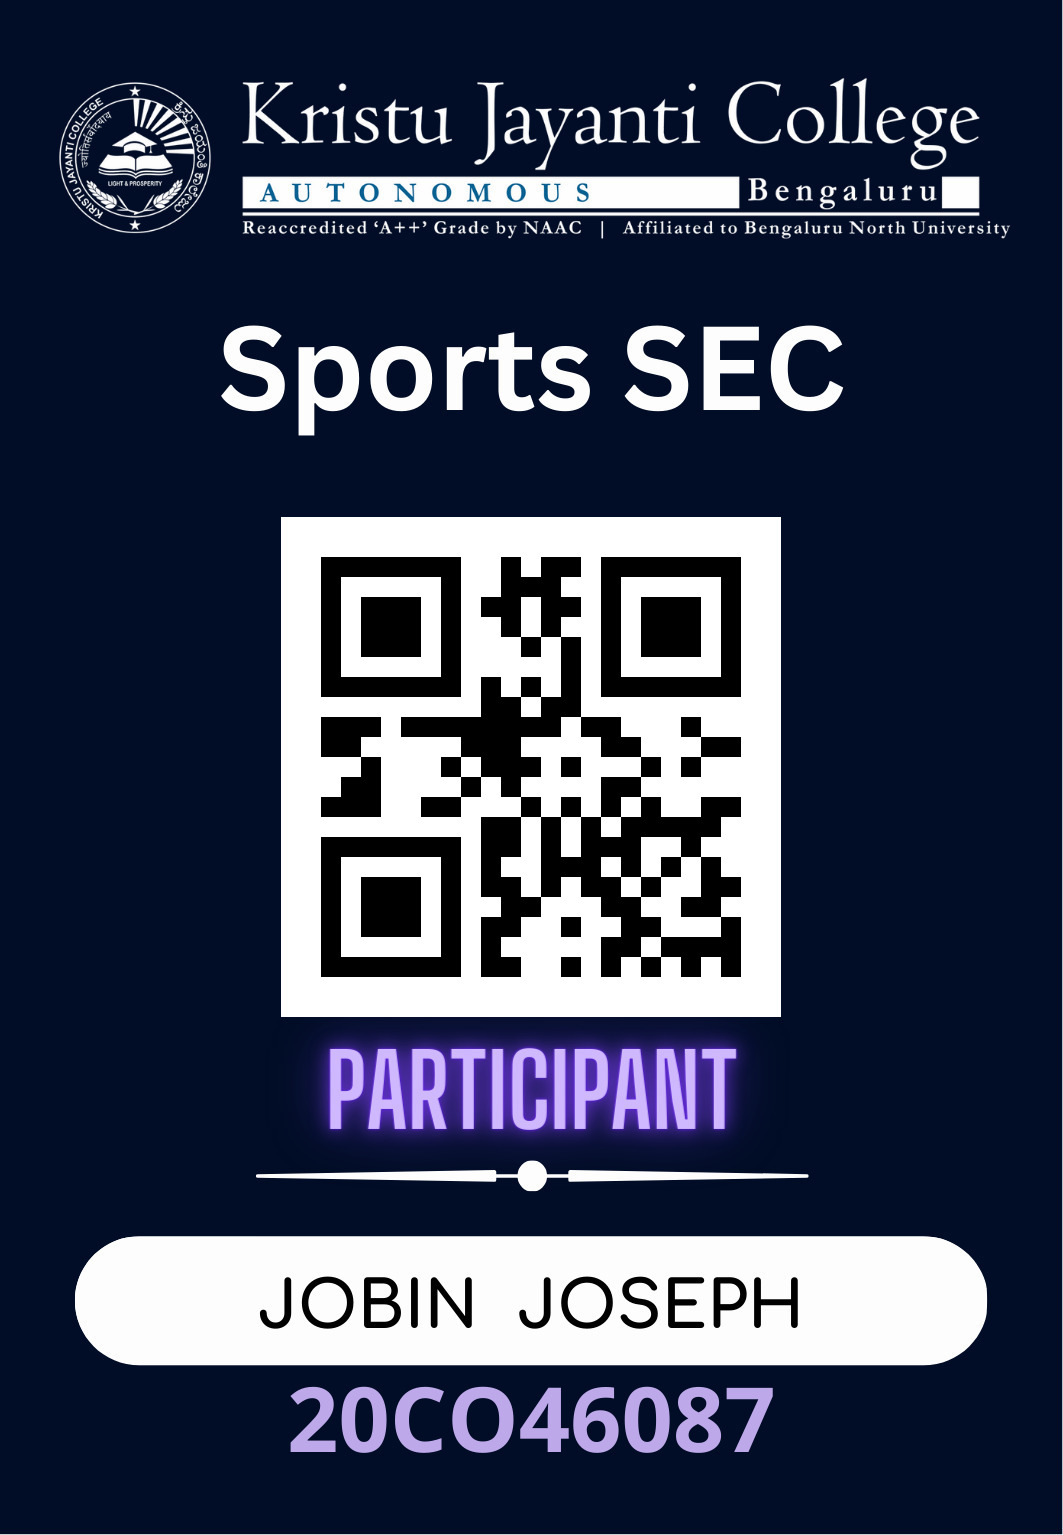 KRISTU JAYANTI COLLEGE
ಕ್ರಿಸ್ತು ಜಯಂತಿ ಕಾಲೇಜು
LIGHT & PROSPERITY
Kristu Jayanti College
AUTONOMOUS Bengaluru
Reaccredited ‘A++’ Grade by NAAC | Affiliated to Bengaluru North University
Sports SEC
PARTICIPANT
JOBIN JOSEPH
20CO46087